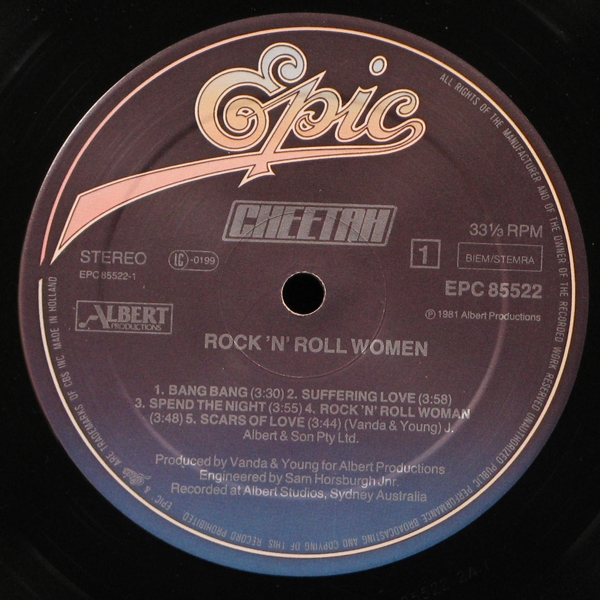 Epic
CHEETAH
STEREO
LC-0199
EPC 85522-1
33⅓ RPM
1
BIEM/STEMRA
EPC 85522
ALBERT
PRODUCTIONS
Ⓟ 1981 Albert Productions
ROCK 'N' ROLL WOMEN
1. BANG BANG (3:30) 2. SUFFERING LOVE (3:58)
3. SPEND THE NIGHT (3:55) 4. ROCK 'N' ROLL WOMAN
(3:48) 5. SCARS OF LOVE (3:44) (Vanda & Young) J.
Albert & Son Pty Ltd.
Produced by Vanda & Young for Albert Productions
Engineered by Sam Horsburgh Jnr.
Recorded at Albert Studios, Sydney Australia
ALL RIGHTS OF THE MANUFACTURER AND OF THE OWNER OF THE RECORDED WORK RESERVED UNAUTHORIZED PUBLIC PERFORMANCE BROADCASTING AND COPYING OF THIS RECORD PROHIBITED
"EPIC" & Epic ARE TRADEMARKS OF CBS INC. MADE IN HOLLAND